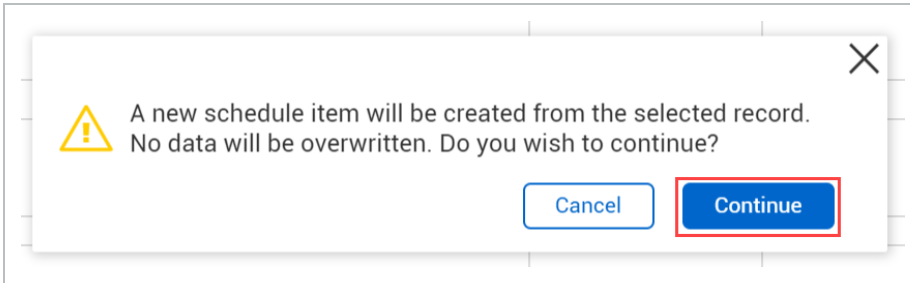 A new schedule item will be created from the selected record.
No data will be overwritten. Do you wish to continue?
Cancel
Continue